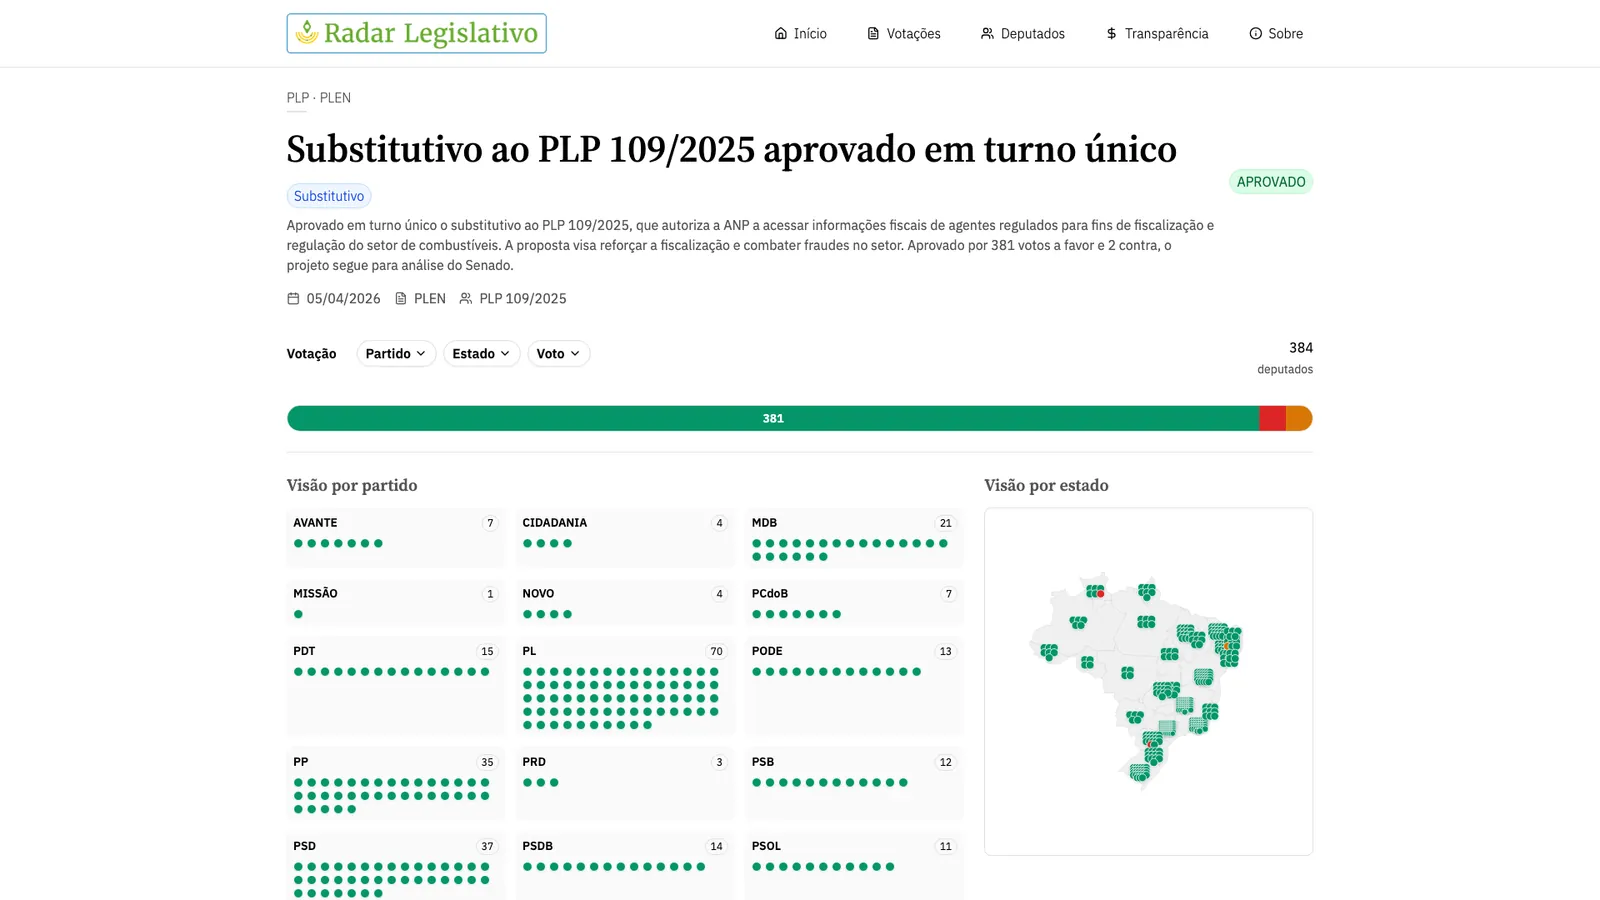 Radar Legislativo
Início
Votações
Deputados
Transparência
Sobre
PLP · PLEN
Substitutivo ao PLP 109/2025 aprovado em turno único
APROVADO
Substitutivo
Aprovado em turno único o substitutivo ao PLP 109/2025, que autoriza a ANP a acessar informações fiscais de agentes regulados para fins de fiscalização e
regulação do setor de combustíveis. A proposta visa reforçar a fiscalização e combater fraudes no setor. Aprovado por 381 votos a favor e 2 contra, o
projeto segue para análise do Senado.
05/04/2026 PLEN PLP 109/2025
Votação
Partido
Estado
Voto
384
deputados
381
Visão por partido
AVANTE 7
CIDADANIA 4
MDB 21
MISSÃO 1
NOVO 4
PCdoB 7
PDT 15
PL 70
PODE 13
PP 35
PRD 3
PSB 12
PSD 37
PSDB 14
PSOL 11
Visão por estado